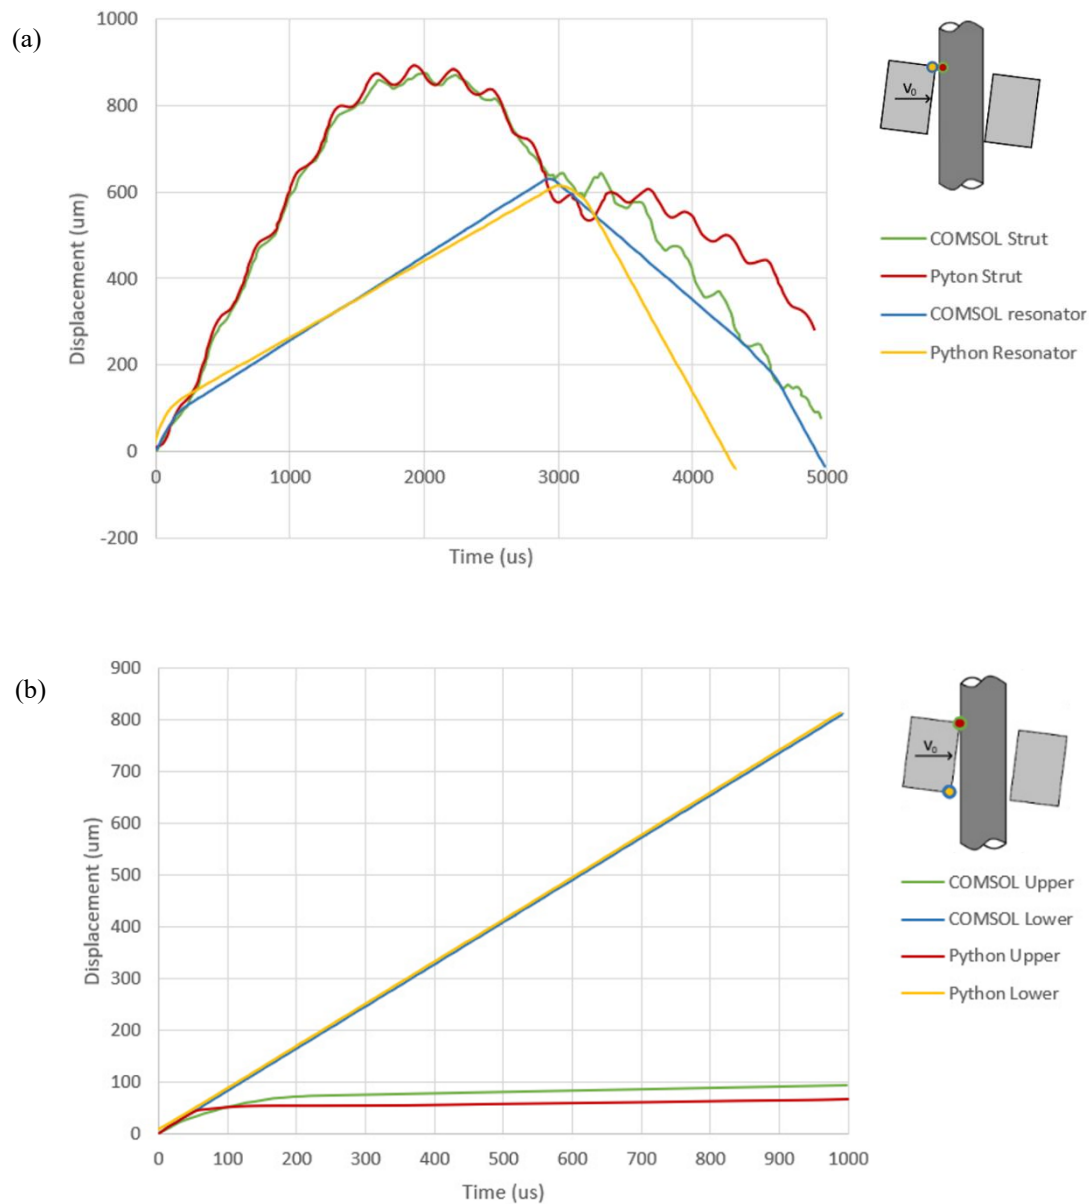 (a)
1000
800
600
400
200
0
-200
0 1000 2000 3000 4000 5000
Displacement (um)
Time (us)
V₀
COMSOL Strut
Pyton Strut
COMSOL resonator
Python Resonator
(b)
900
800
700
600
500
400
300
200
100
0
0 100 200 300 400 500 600 700 800 900 1000
Displacement (um)
Time (us)
V₀
COMSOL Upper
COMSOL Lower
Python Upper
Python Lower